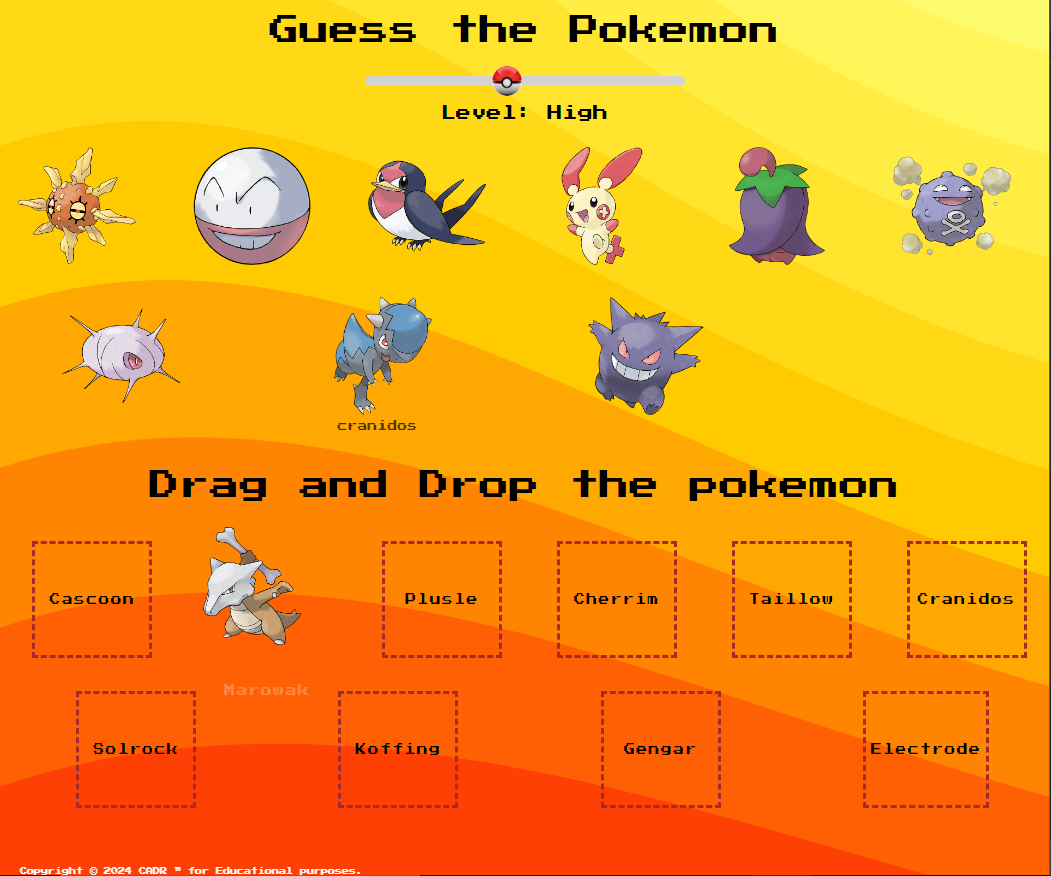 Guess the Pokemon
Level: High
cranidos
Drag and Drop the pokemon
Cascoon
Plusle
Cherrim
Taillow
Cranidos
Marowak
Solrock
Koffing
Gengar
Electrode
Copyright © 2024 CADR ™ for Educational purposes.